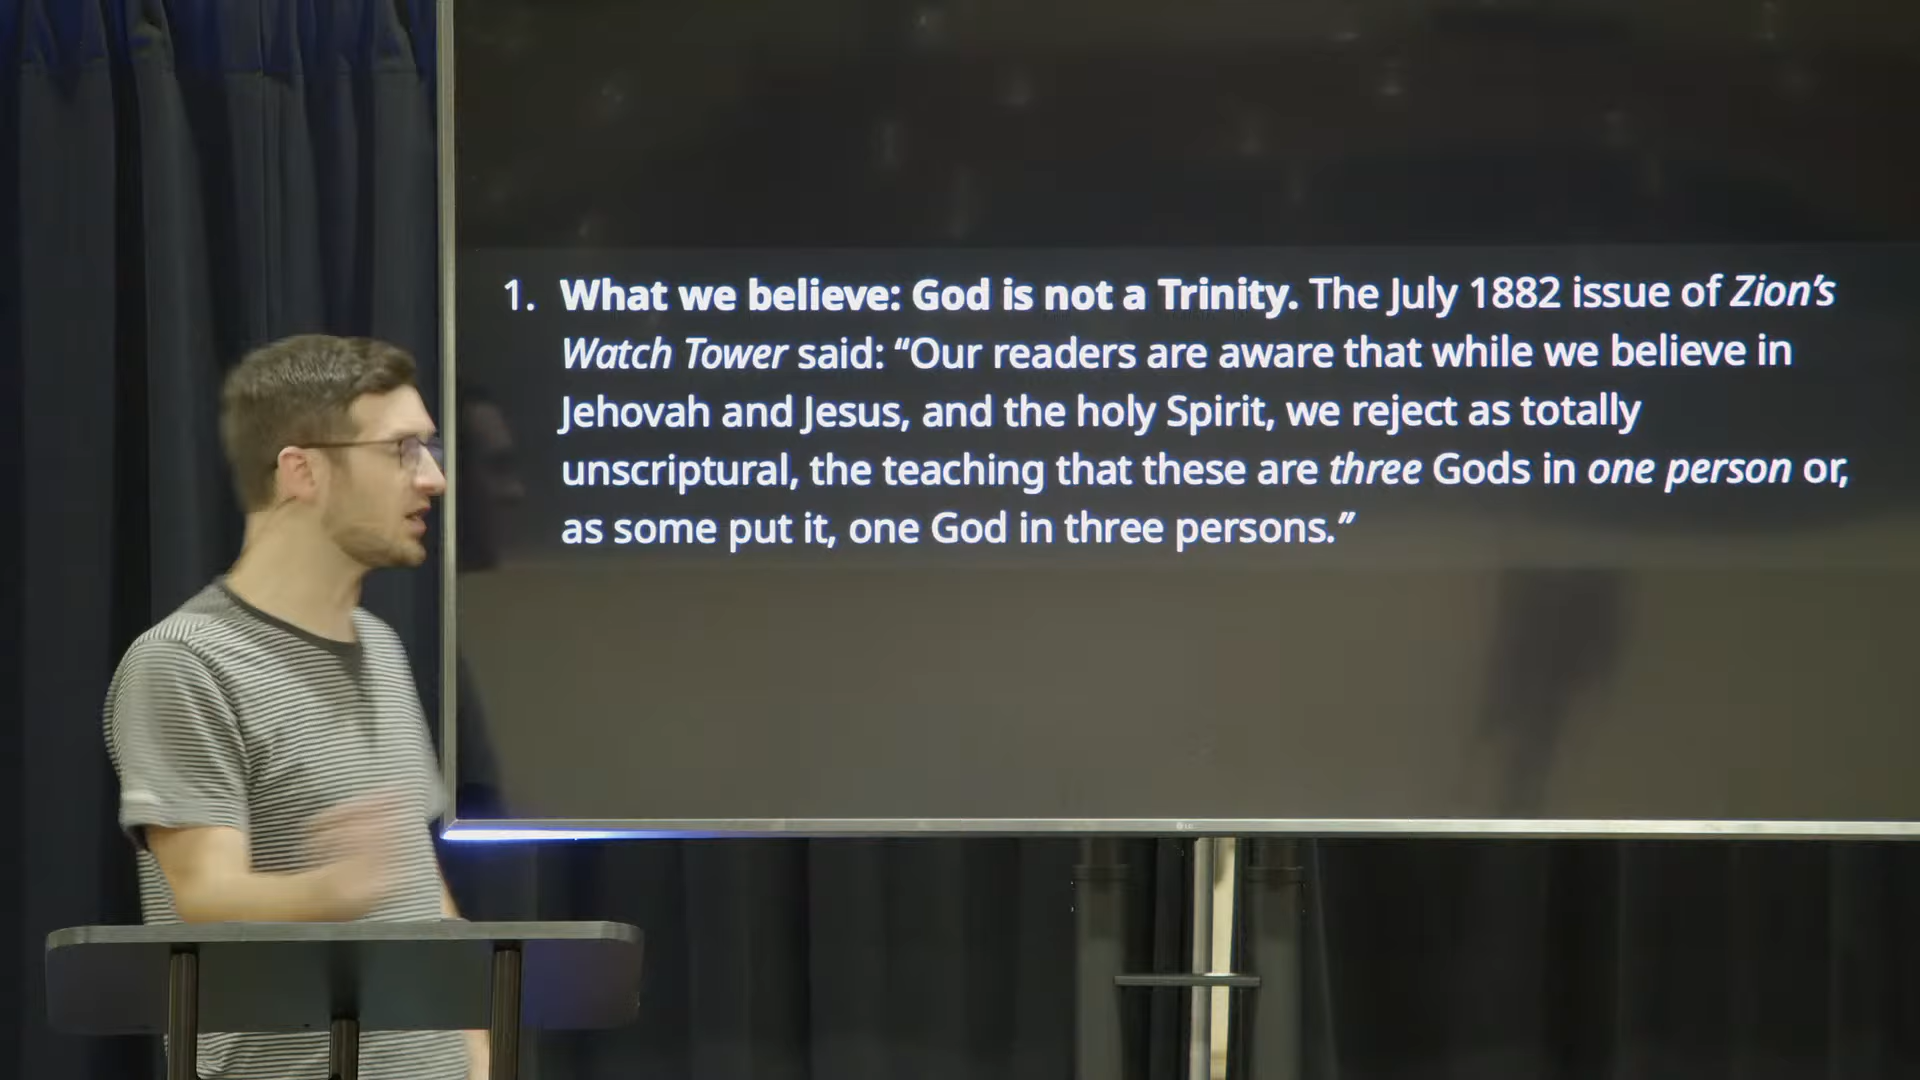 1. What we believe: God is not a Trinity. The July 1882 issue of Zion's
Watch Tower said: “Our readers are aware that while we believe in
Jehovah and Jesus, and the holy Spirit, we reject as totally
unscriptural, the teaching that these are three Gods in one person or,
as some put it, one God in three persons.”
LG